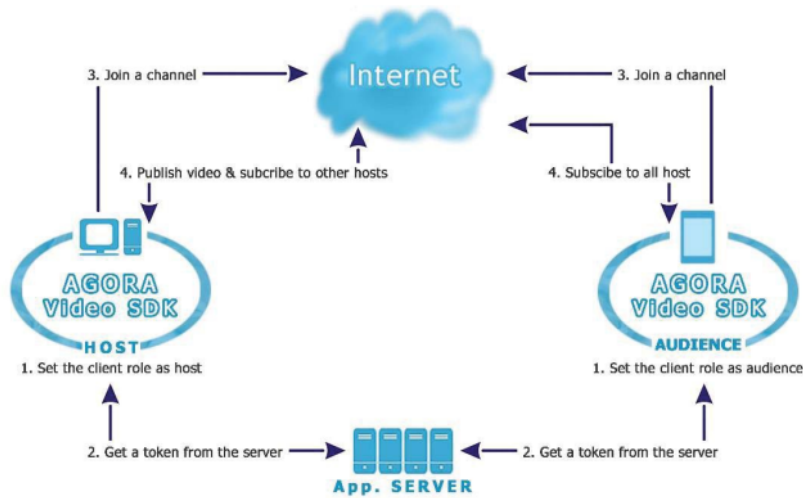 Internet
3. Join a channel
3. Join a channel
4. Publish video & subcribe to other hosts
4. Subscibe to all host
AGORA
Video SDK
HOST
AGORA
Video SDK
AUDIENCE
1. Set the client role as host
1. Set the client role as audience
2. Get a token from the server
2. Get a token from the server
App. SERVER